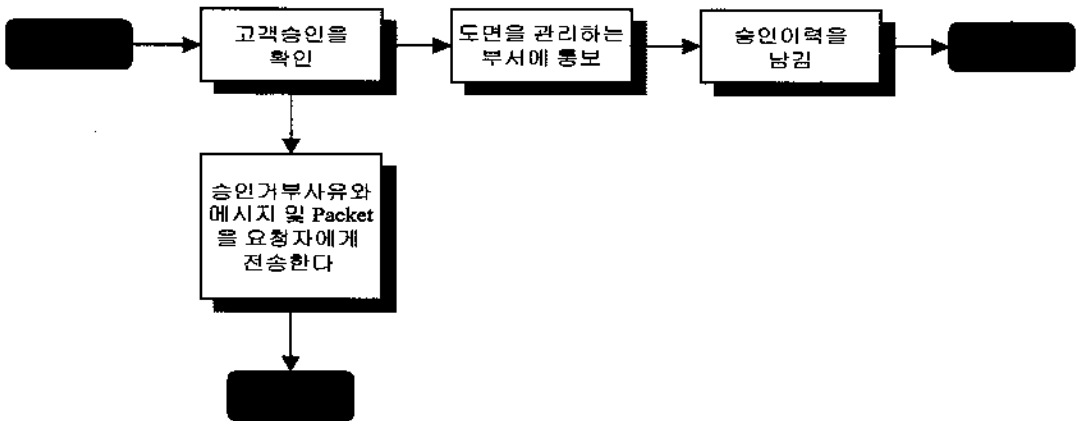 고객승인을
확인
도면을 관리하는
부서에 통보
승인이력을
남김
승인거부사유와
메시지 및 Packet
을 요청자에게
전송한다